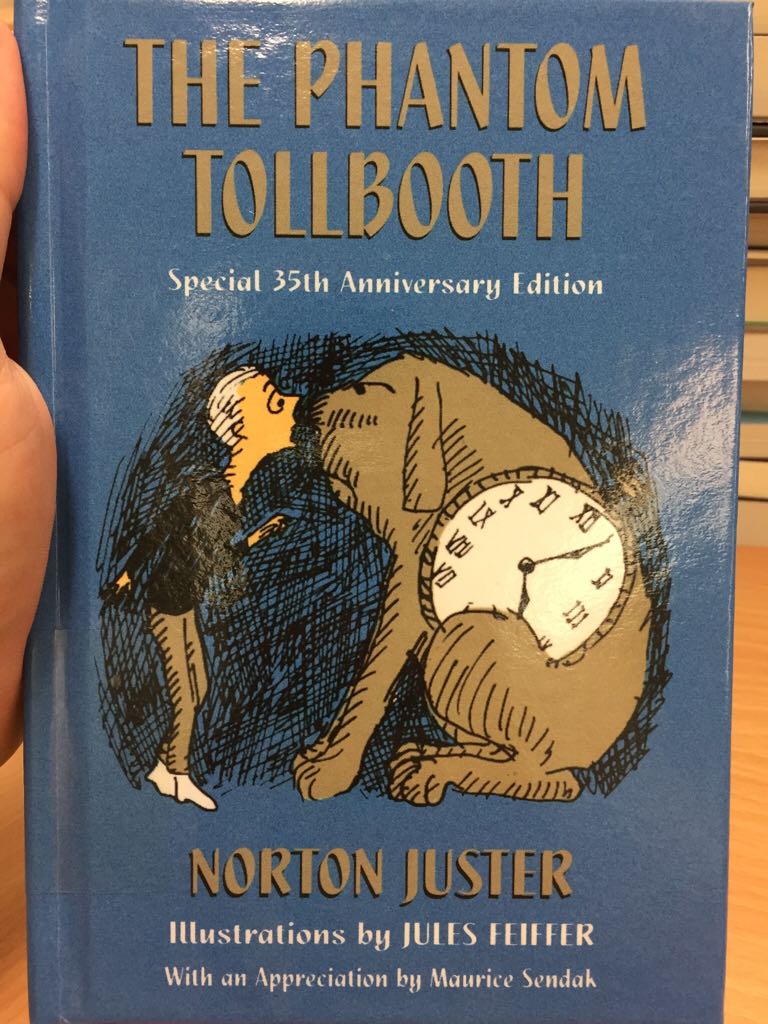 THE PHANTOM
TOLLBOOTH
Special 35th Anniversary Edition
NORTON JUSTER
Illustrations by JULES FEIFFER
With an Appreciation by Maurice Sendak